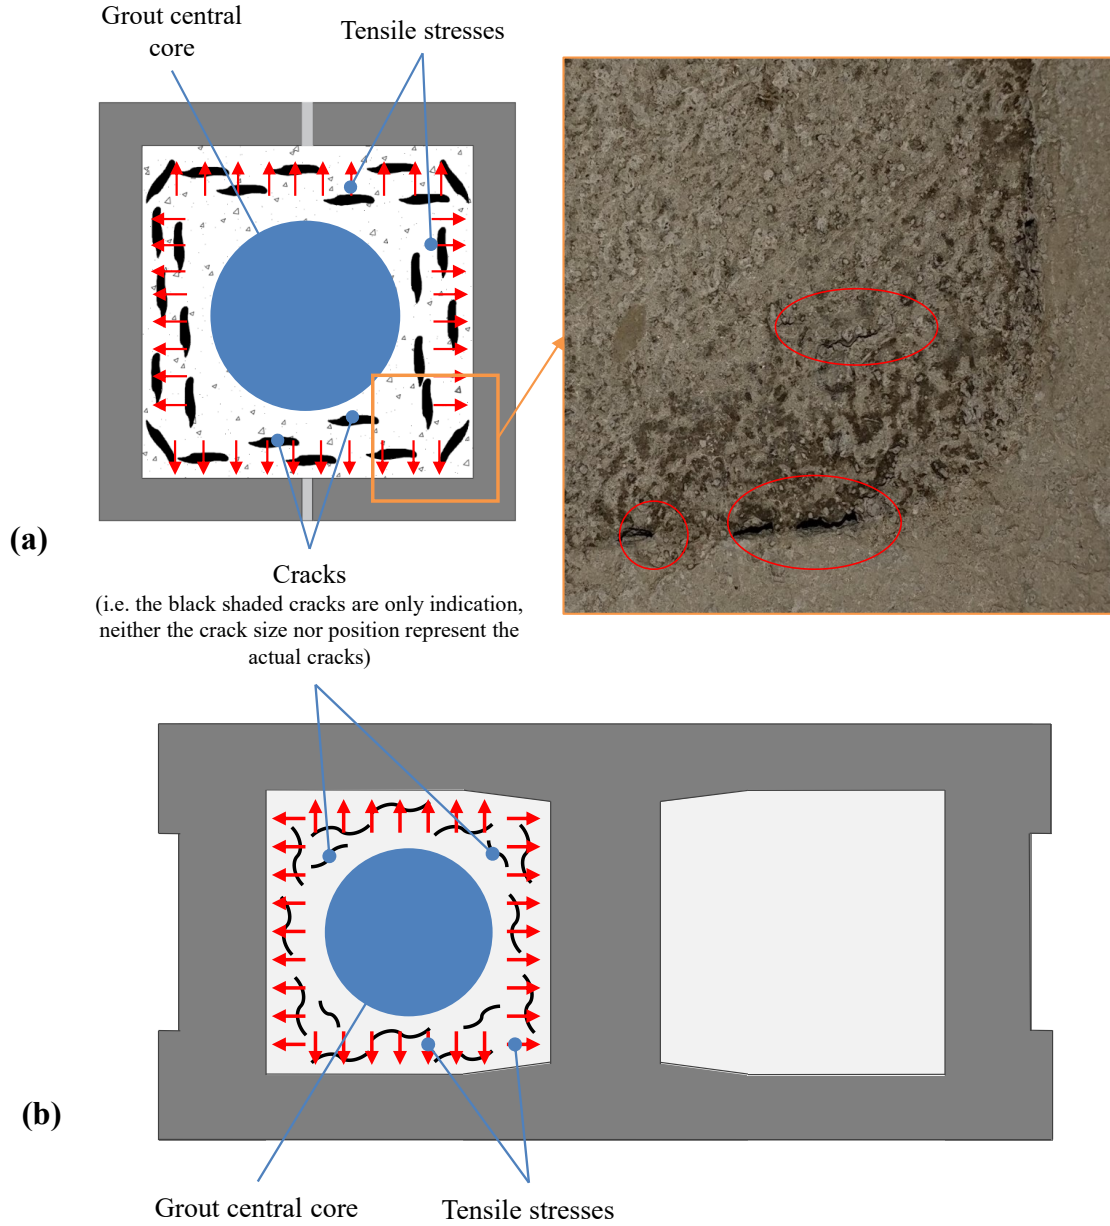 (a)
Grout central
core
Tensile stresses
Cracks
(i.e. the black shaded cracks are only indication,
neither the crack size nor position represent the
actual cracks)
(b)
Grout central core
Tensile stresses